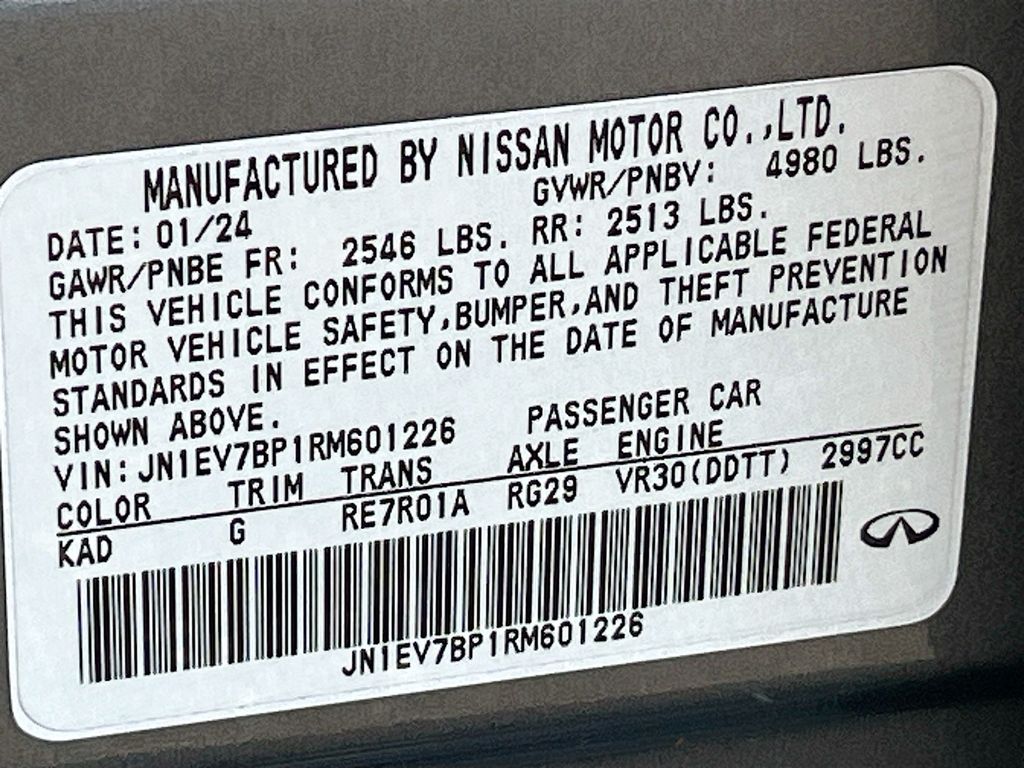 MANUFACTURED BY NISSAN MOTOR CO.,LTD.
DATE: 01/24 GVWR/PNBV: 4980 LBS.
GAWR/PNBE FR: 2546 LBS. RR: 2513 LBS.
THIS VEHICLE CONFORMS TO ALL APPLICABLE FEDERAL
MOTOR VEHICLE SAFETY,BUMPER,AND THEFT PREVENTION
STANDARDS IN EFFECT ON THE DATE OF MANUFACTURE
SHOWN ABOVE.
VIN: JN1EV7BP1RM601226 PASSENGER CAR
COLOR TRIM TRANS AXLE ENGINE
KAD G RE7R01A RG29 VR30(DDTT) 2997CC
JN1EV7BP1RM601226